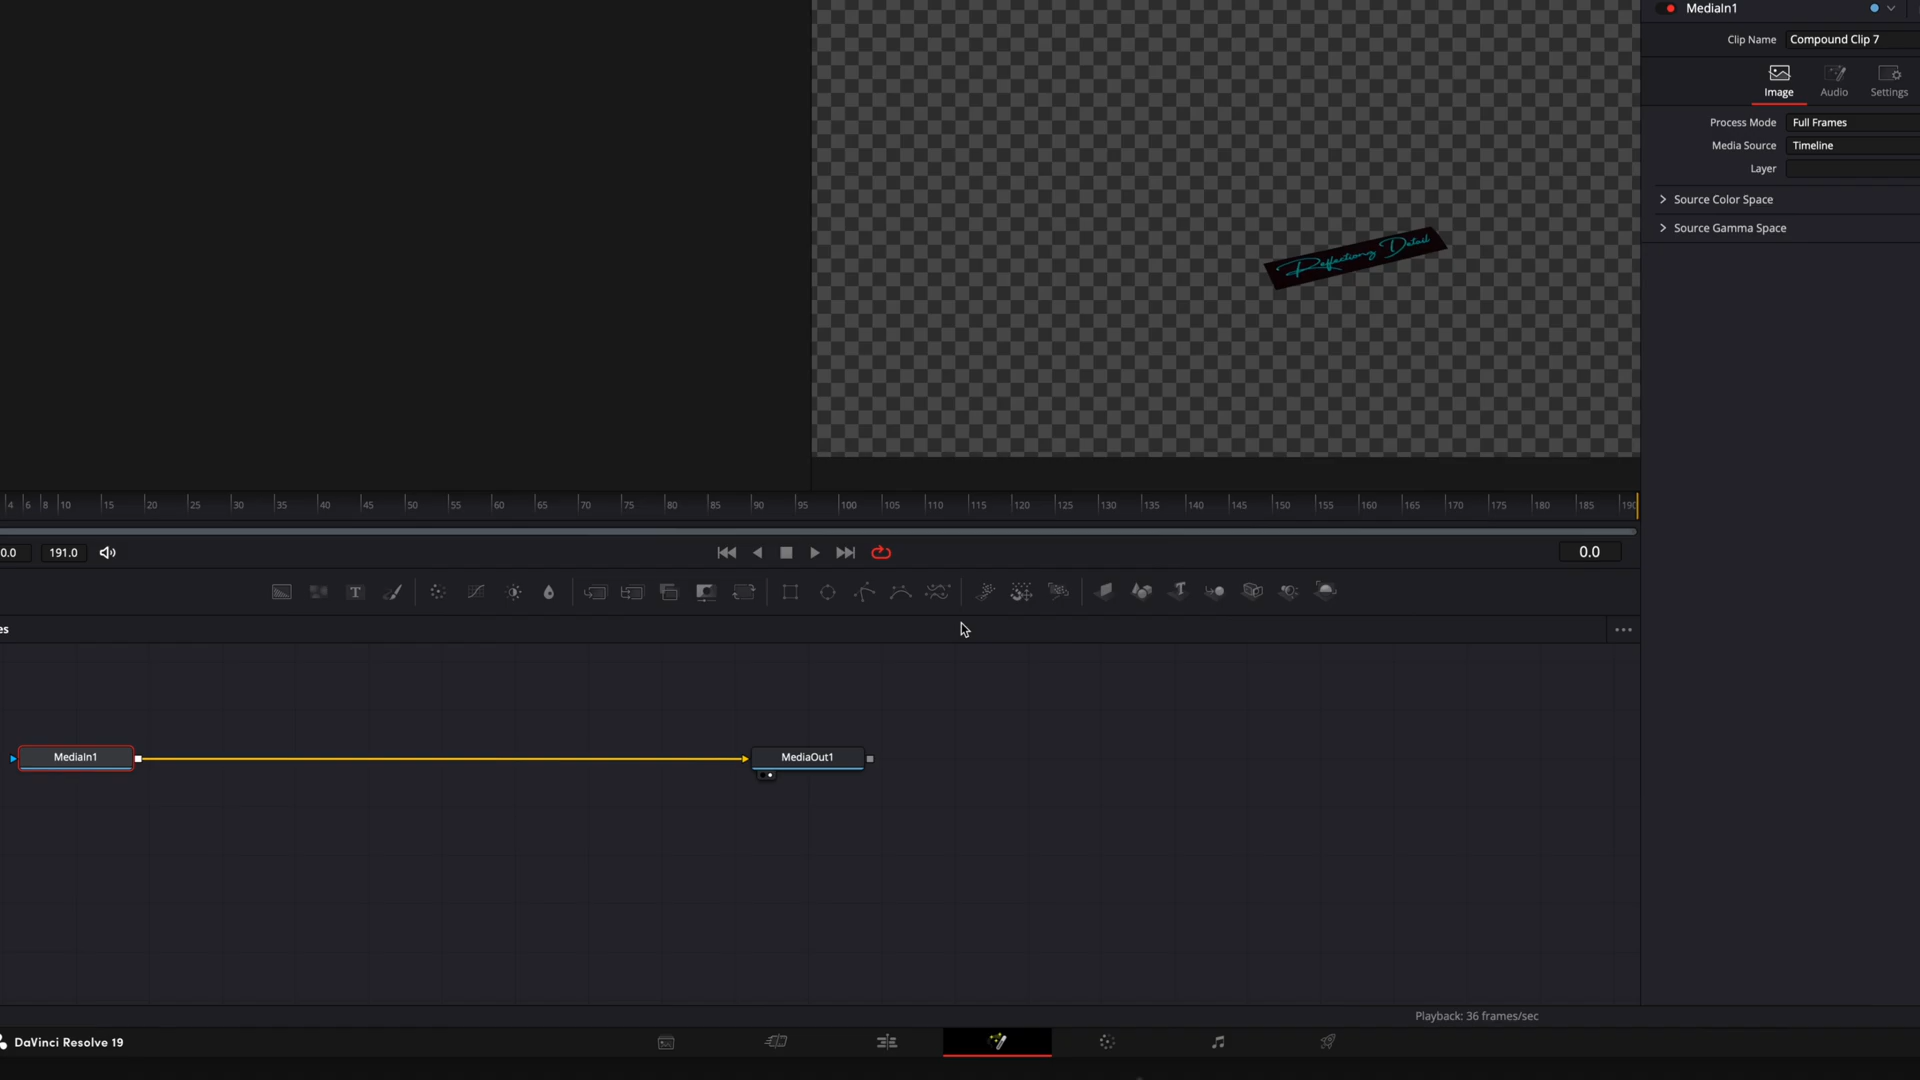 MediaIn1
Clip Name Compound Clip 7
Image Audio Settings
Process Mode Full Frames
Media Source Timeline
Layer
Source Color Space
Source Gamma Space
Reflectionz Detail
4 6 8 10 15 20 25 30 35 40 45 50 55 60 65 70 75 80 85 90 95 100 105 110 115 120 125 130 135 140 145 150 155 160 165 170 175 180 185 190
0.0 191.0 0.0
T T
es
MediaIn1 MediaOut1
Playback: 36 frames/sec
DaVinci Resolve 19